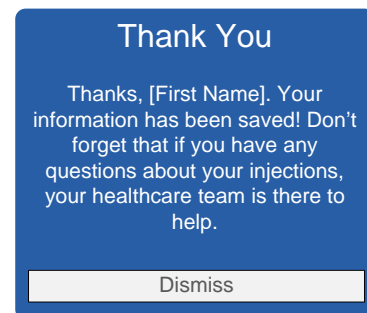 Thank You
Thanks, [First Name]. Your
information has been saved! Don’t
forget that if you have any
questions about your injections,
your healthcare team is there to
help.
Dismiss